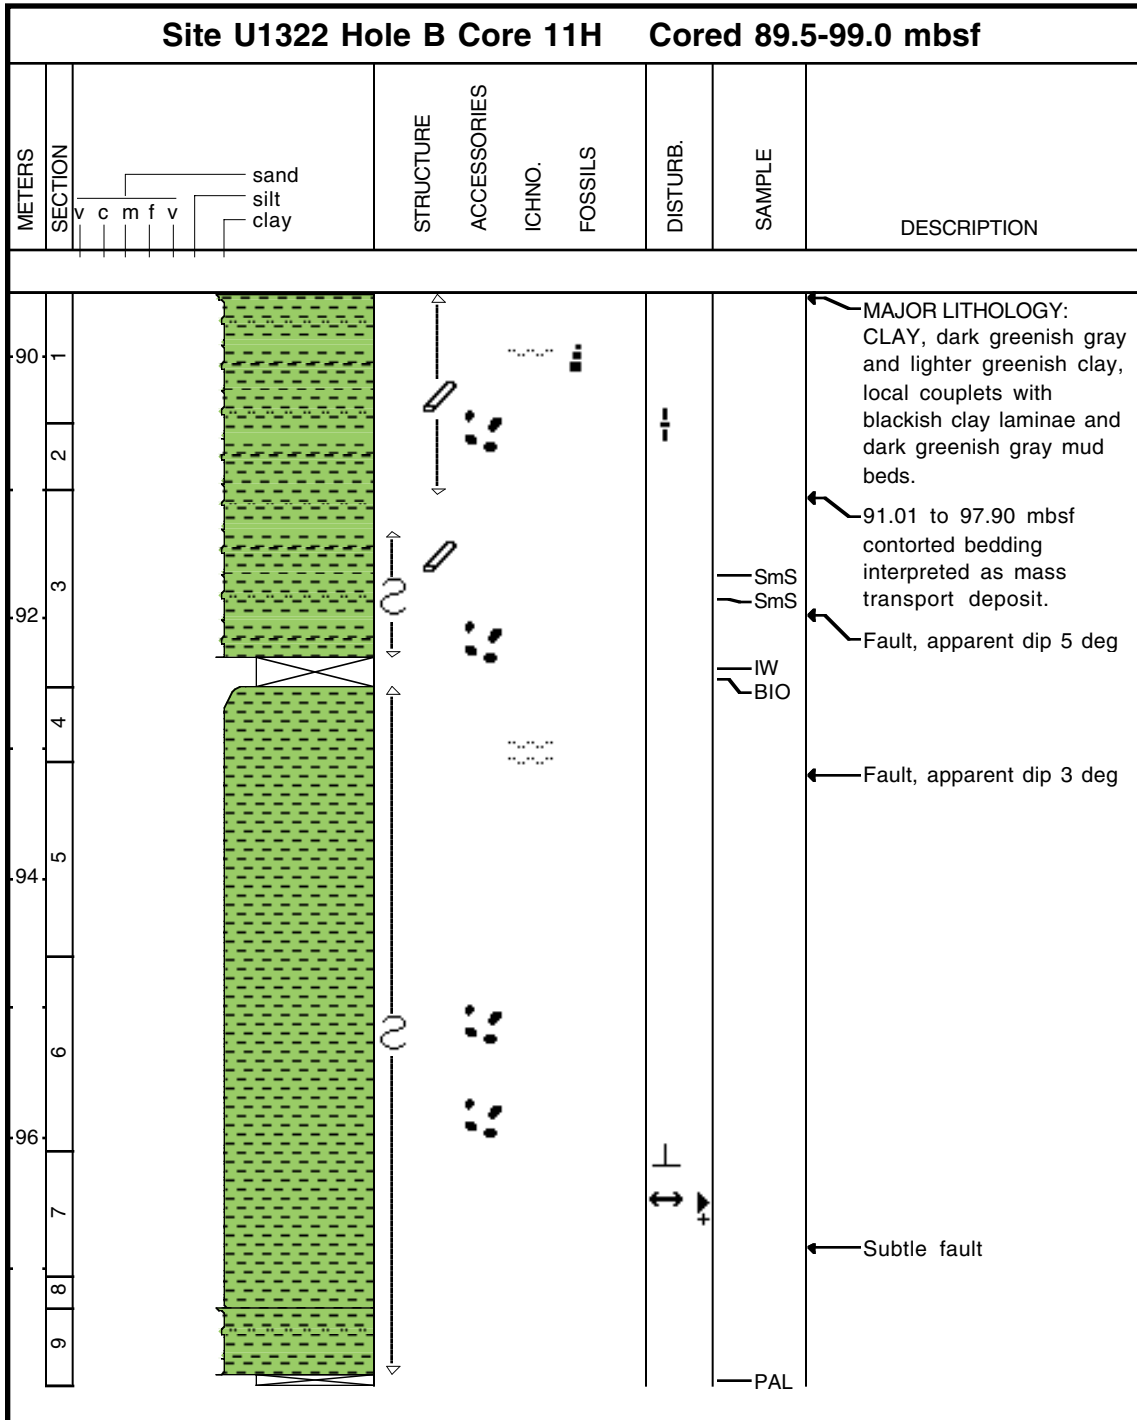 Site U1322 Hole B Core 11H Cored 89.5-99.0 mbsf
METERS
SECTION
v c m f v
sand
silt
clay
STRUCTURE
ACCESSORIES
ICHNO.
FOSSILS
DISTURB.
SAMPLE
DESCRIPTION
90
92
94
96
1
2
3
4
5
6
7
8
9
SmS
SmS
IW
BIO
PAL
MAJOR LITHOLOGY:
CLAY, dark greenish gray
and lighter greenish clay,
local couplets with
blackish clay laminae and
dark greenish gray mud
beds.
91.01 to 97.90 mbsf
contorted bedding
interpreted as mass
transport deposit.
Fault, apparent dip 5 deg
Fault, apparent dip 3 deg
Subtle fault